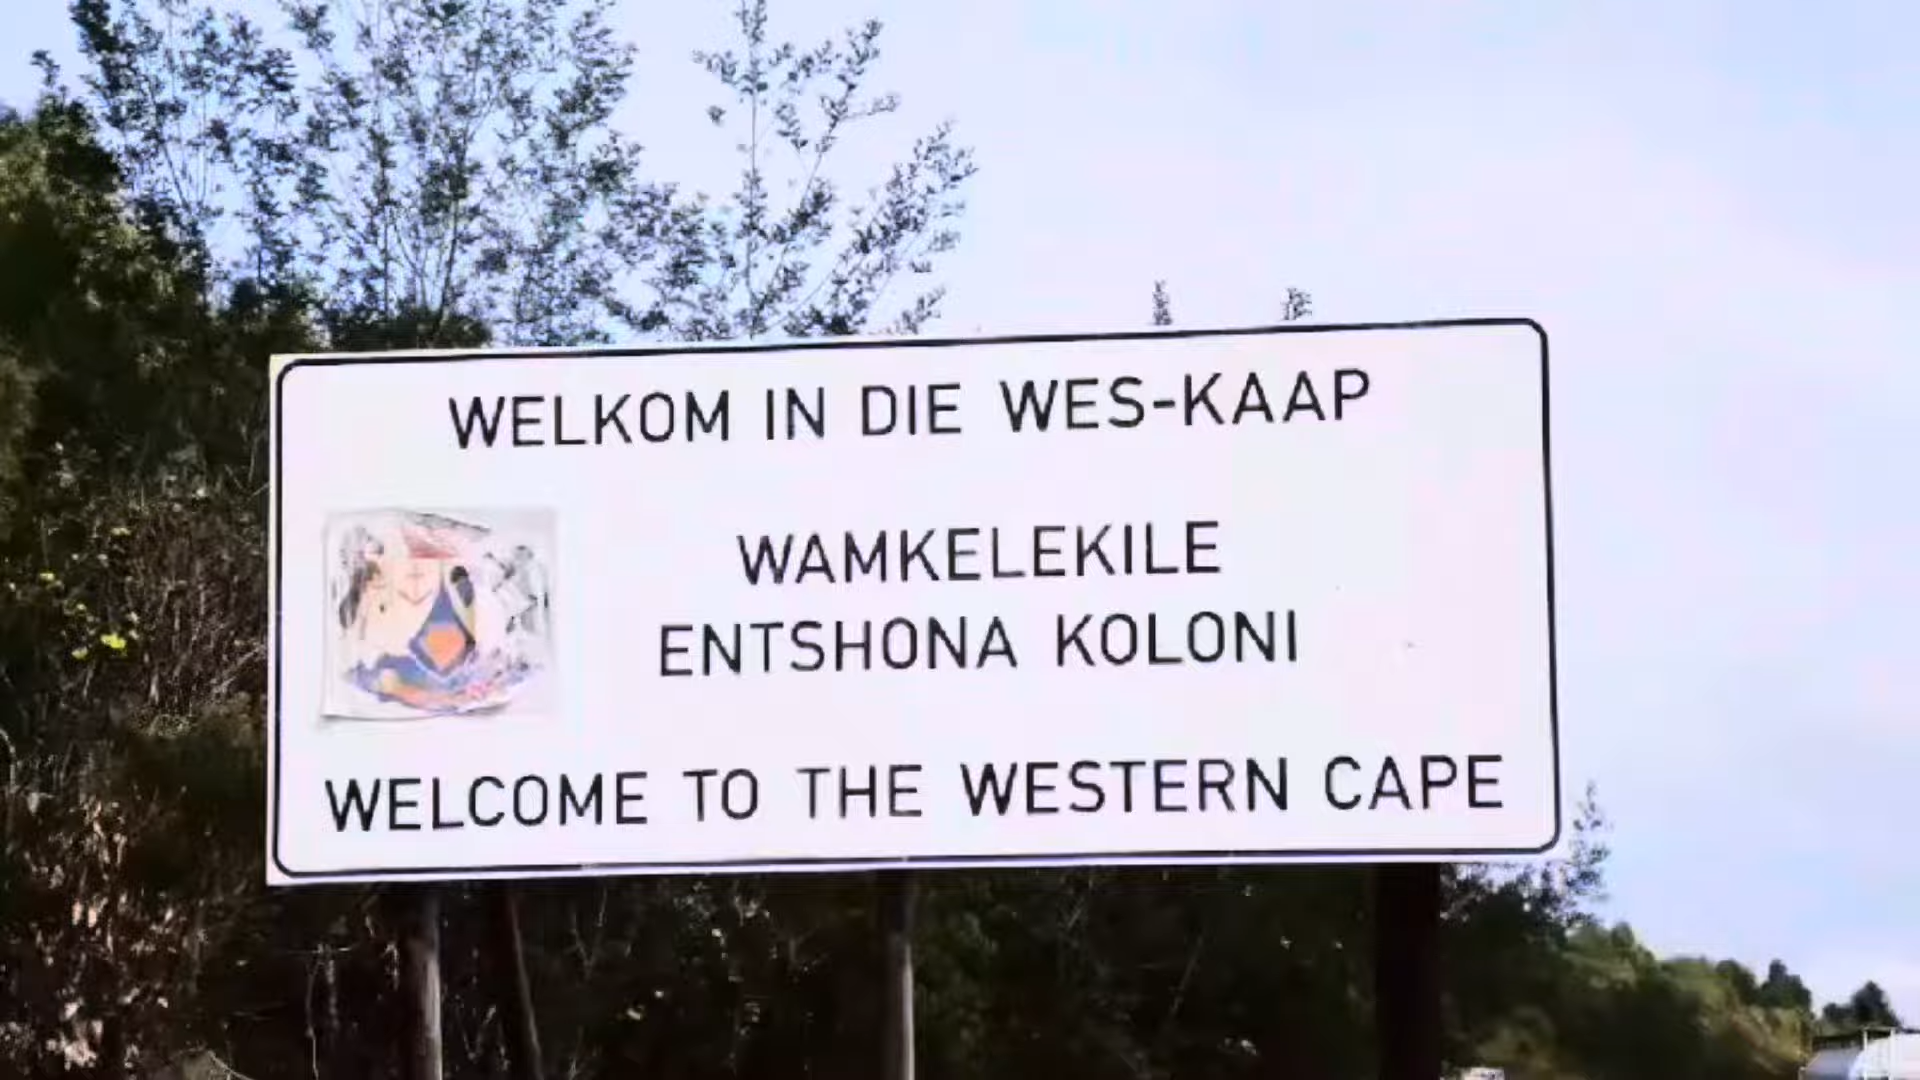 WELKOM IN DIE WES-KAAP
WAMKELEKILE
ENTSHONA KOLONI
WELCOME TO THE WESTERN CAPE